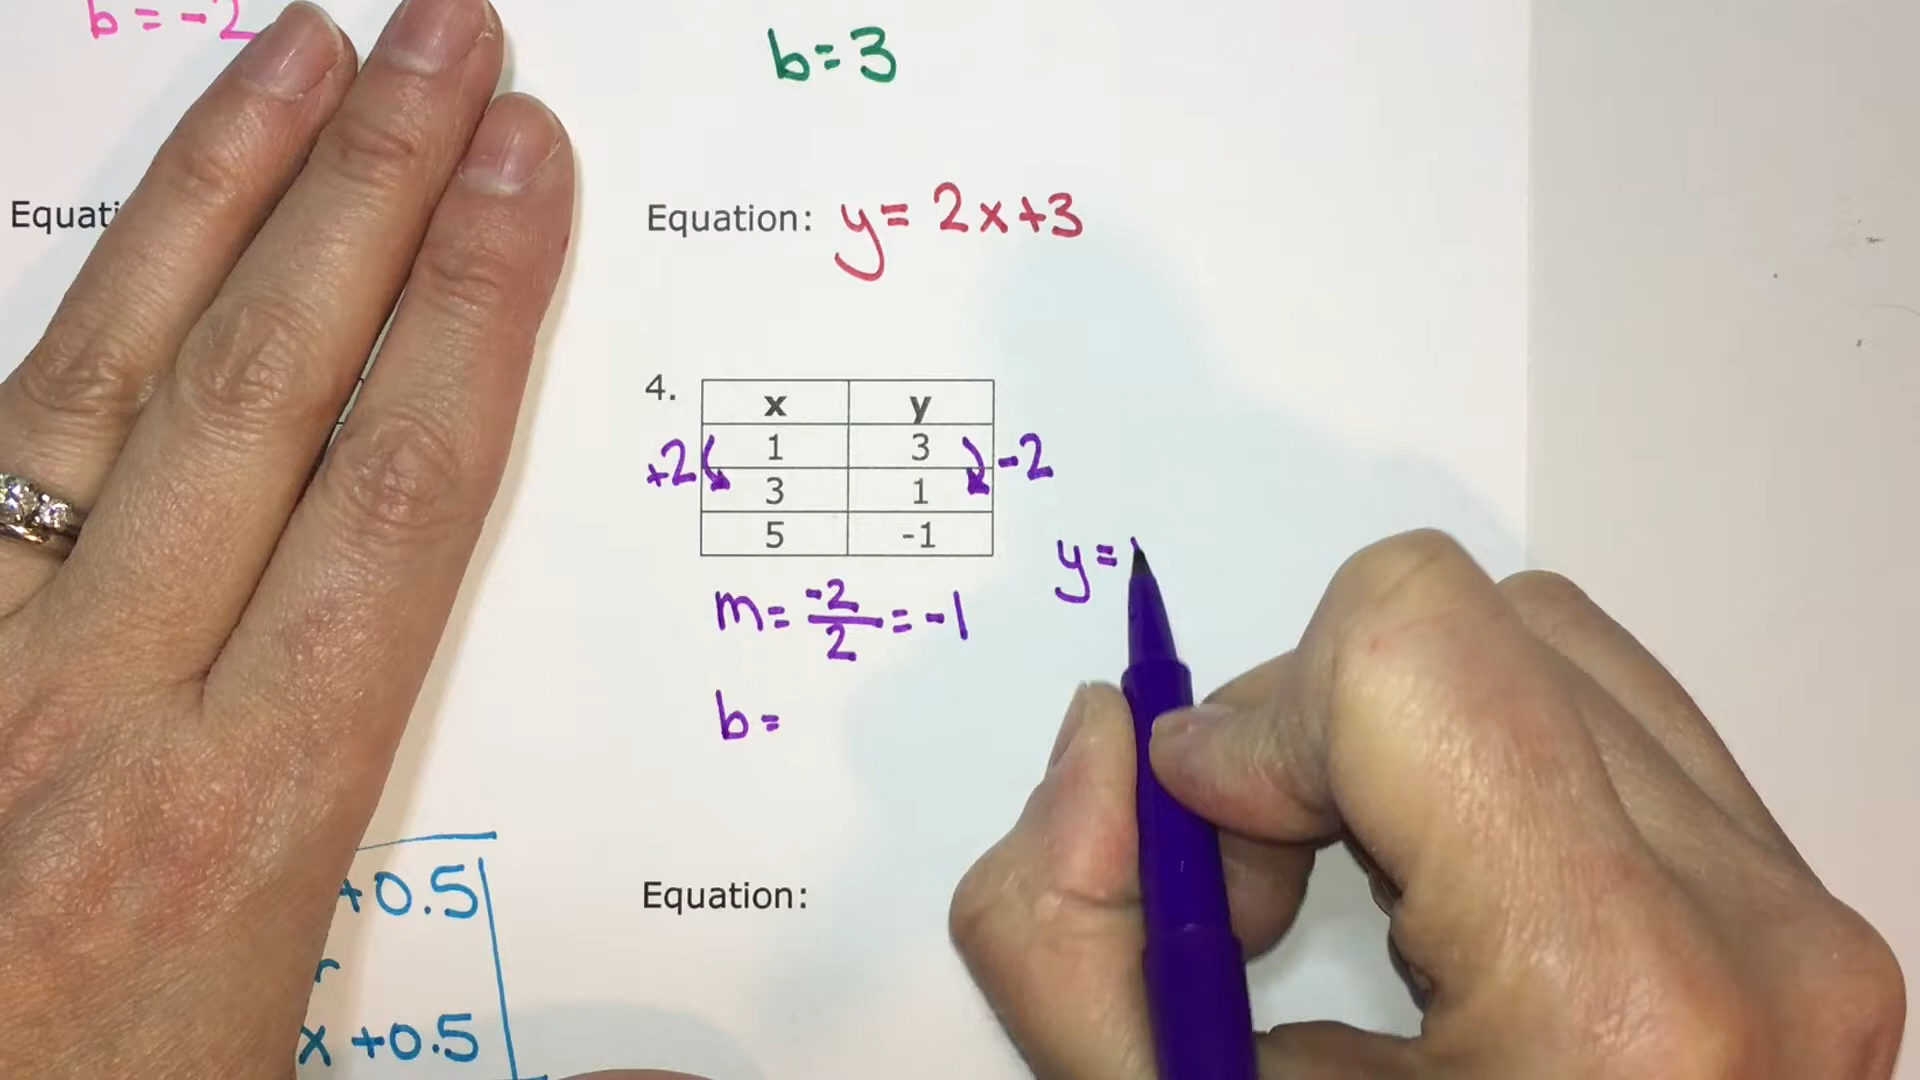 b = -2
b = 3
Equati
Equation: y = 2x+3
4.
x y
+2 1 3 -2
3 1
5 -1
y =
m = -2/2 = -1
b =
+0.5
Equation:
r
x +0.5